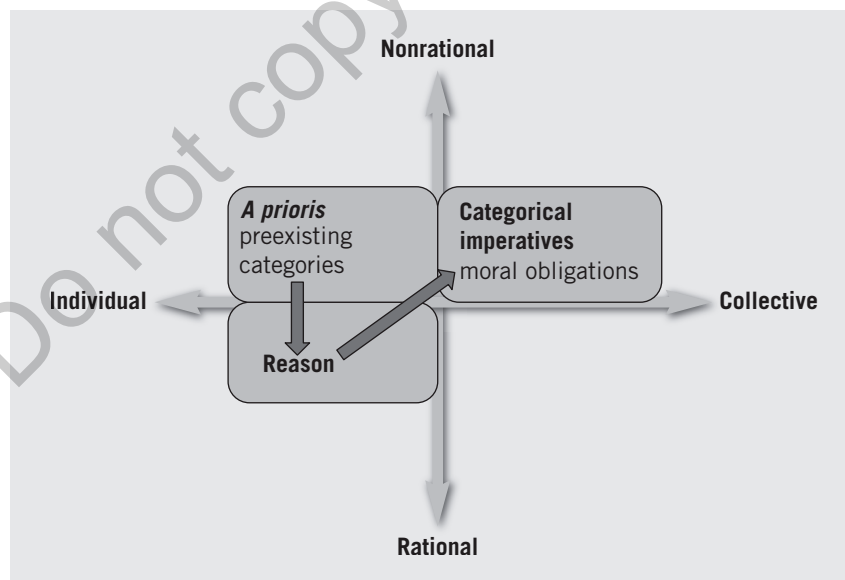 Do not copy
Nonrational
A prioris
preexisting
categories
Categorical
imperatives
moral obligations
Individual
Collective
Reason
Rational